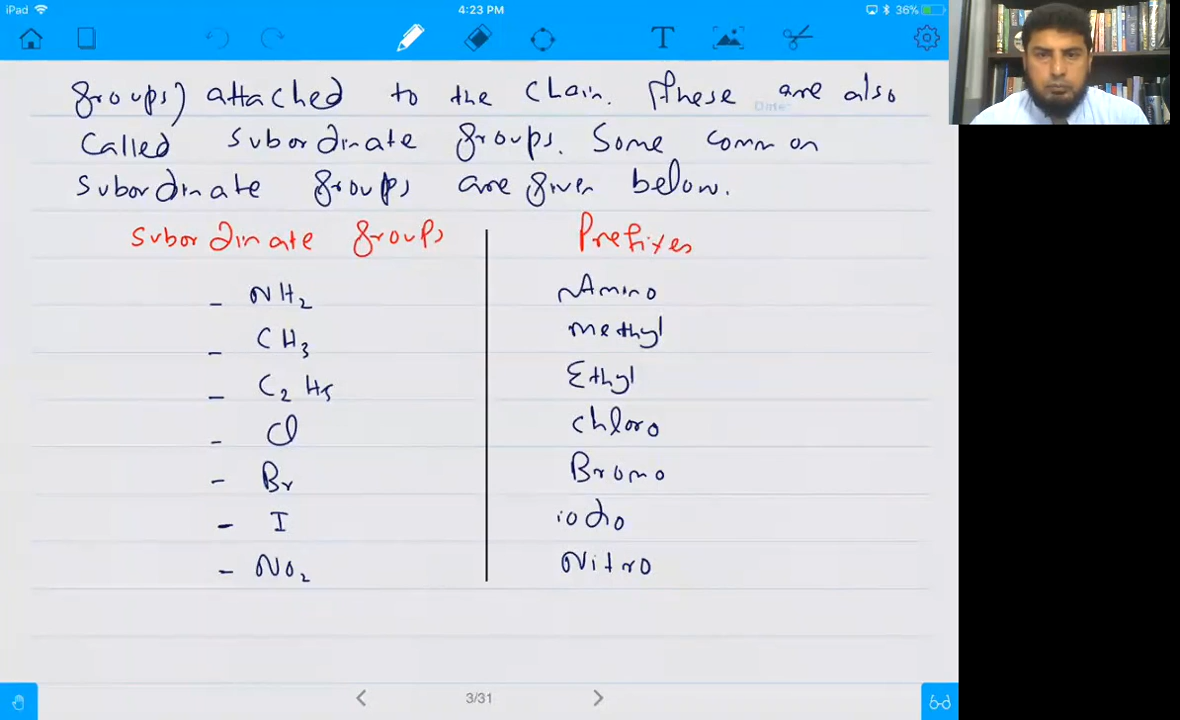 iPad 4:23 PM 36%
groups) attached to the chain. These are also
called subordinate groups. Some common
subordinate groups are given below.
Subordinate groups Prefixes
- NH₂ Amino
- CH₃ methyl
- C₂H₅ Ethyl
- Cl chloro
- Br Bromo
- I iodo
- NO₂ Nitro
3/31